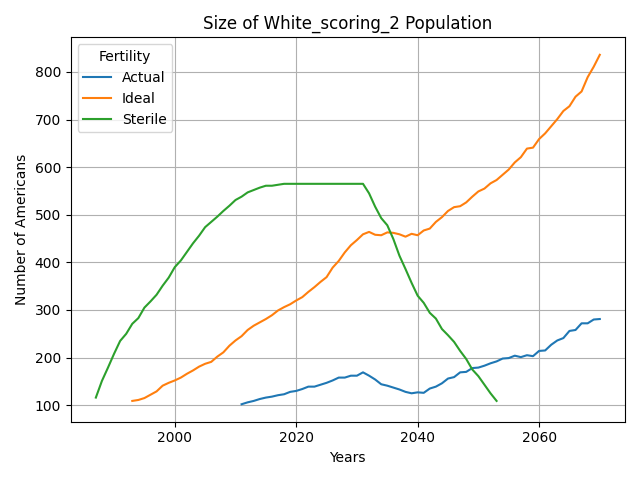 Size of White_scoring_2 Population
Fertility
Actual
Ideal
Sterile
Number of Americans
800
700
600
500
400
300
200
100
2000
2020
2040
2060
Years